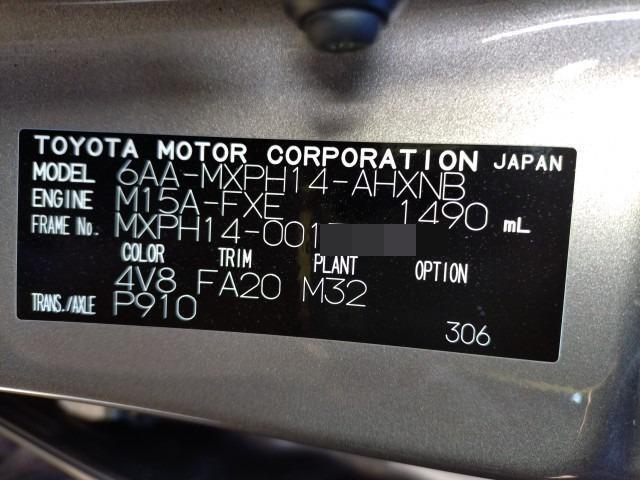 TOYOTA MOTOR CORPORATION JAPAN
MODEL 6AA-MXPH14-AHXNB
ENGINE M15A-FXE 1490 mL
FRAME No. MXPH14-001
COLOR TRIM PLANT OPTION
4V8 FA20 M32
TRANS./AXLE P910
306